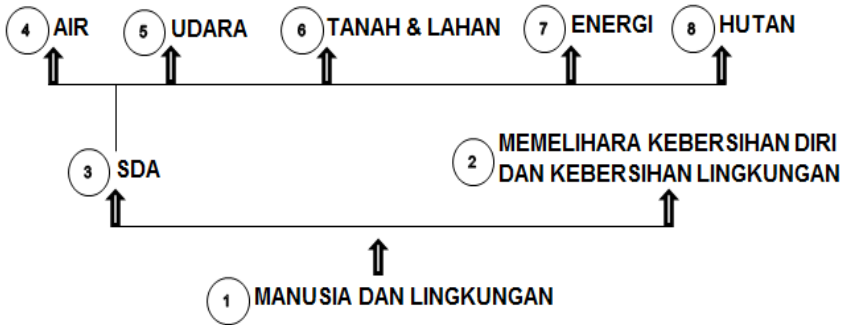 4 AIR 5 UDARA 6 TANAH & LAHAN 7 ENERGI 8 HUTAN
3 SDA
2 MEMELIHARA KEBERSIHAN DIRI
DAN KEBERSIHAN LINGKUNGAN
1 MANUSIA DAN LINGKUNGAN